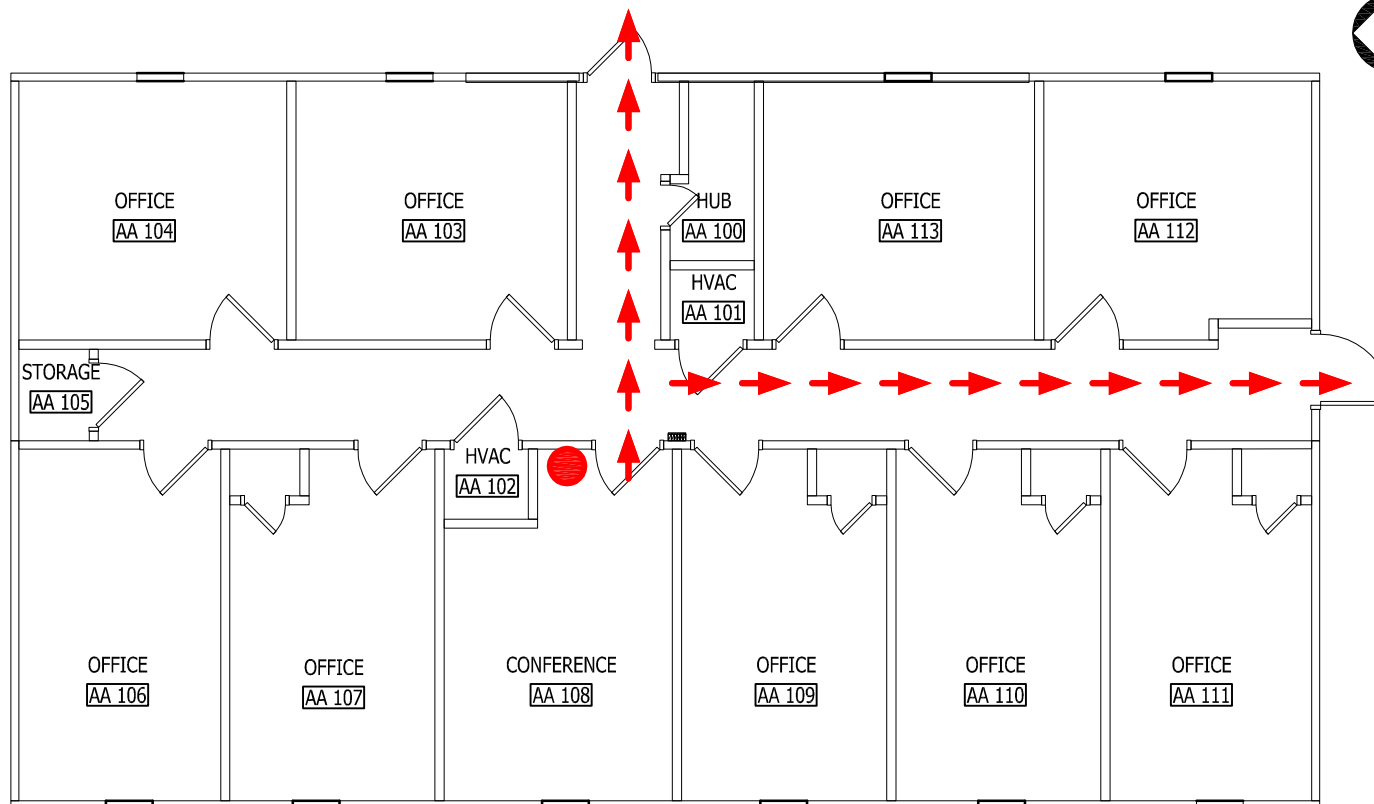 OFFICE
AA 104
OFFICE
AA 103
HUB
AA 100
OFFICE
AA 113
OFFICE
AA 112
HVAC
AA 101
STORAGE
AA 105
HVAC
AA 102
OFFICE
AA 106
OFFICE
AA 107
CONFERENCE
AA 108
OFFICE
AA 109
OFFICE
AA 110
OFFICE
AA 111